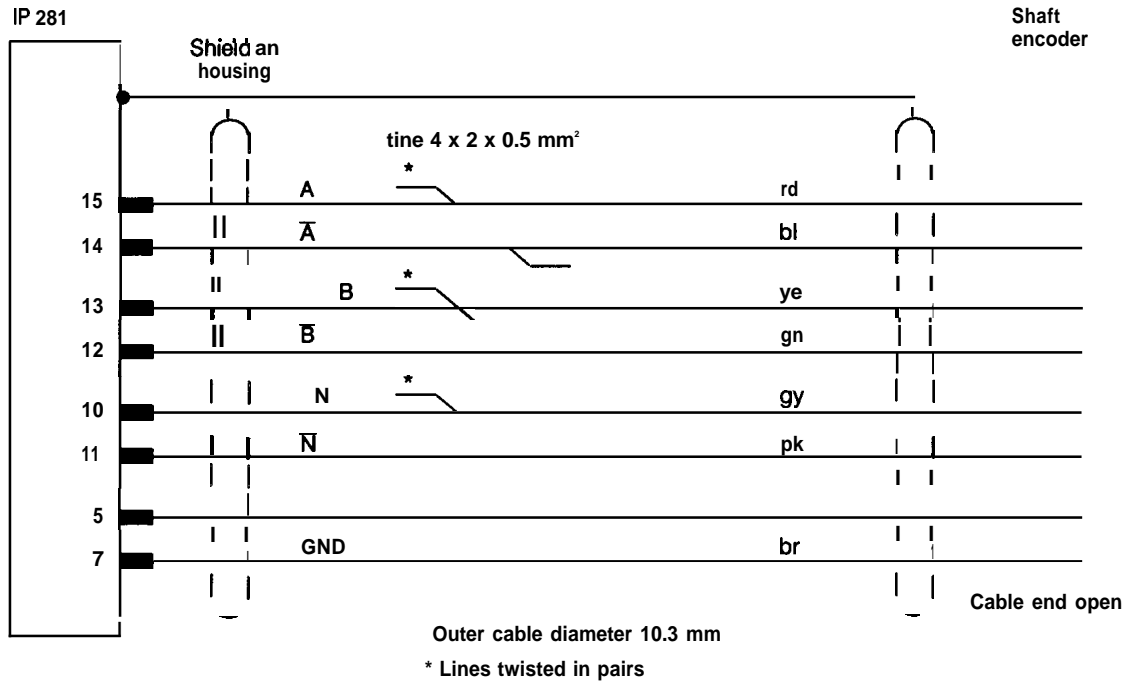 IP 281
Shaft
encoder
Shield an
housing
tine 4 x 2 x 0.5 mm²
*
15 A rd
14 A̅ bl
*
13 B ye
12 B̅ gn
*
10 N gy
11 N̅ pk
5
7 GND br
Cable end open
Outer cable diameter 10.3 mm
* Lines twisted in pairs